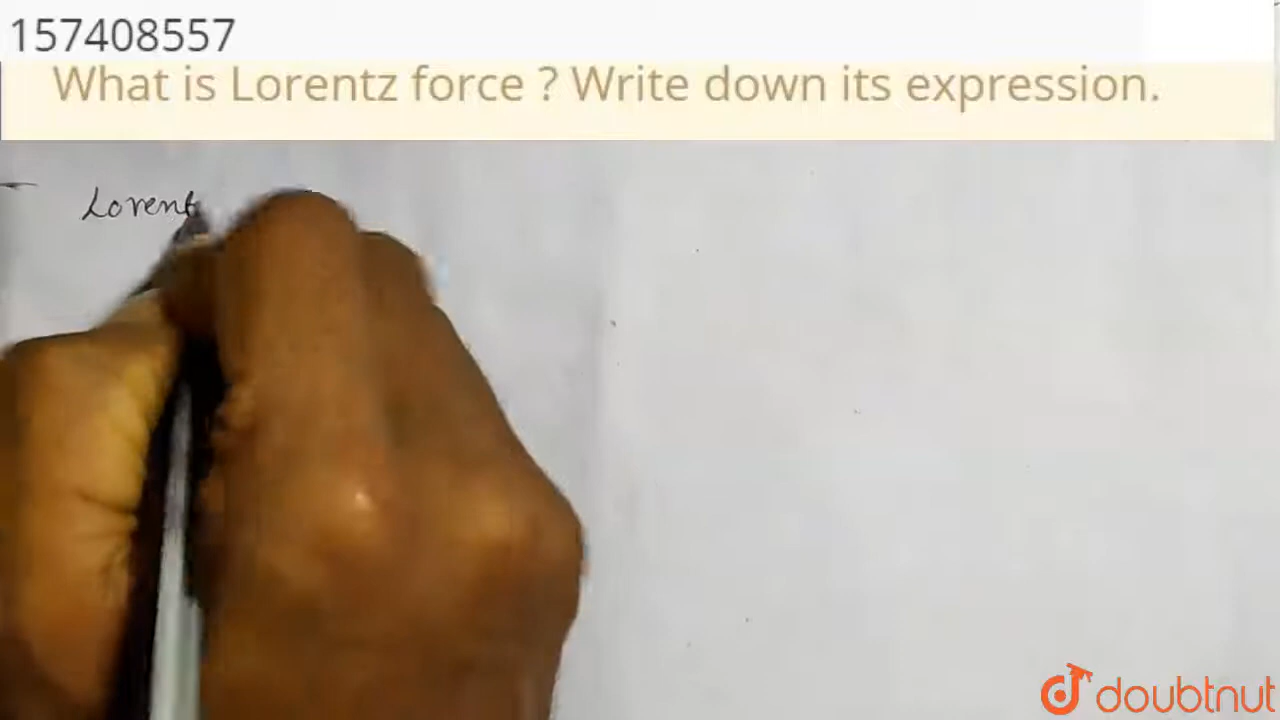 157408557
What is Lorentz force ? Write down its expression.
Lorent
doubtnut